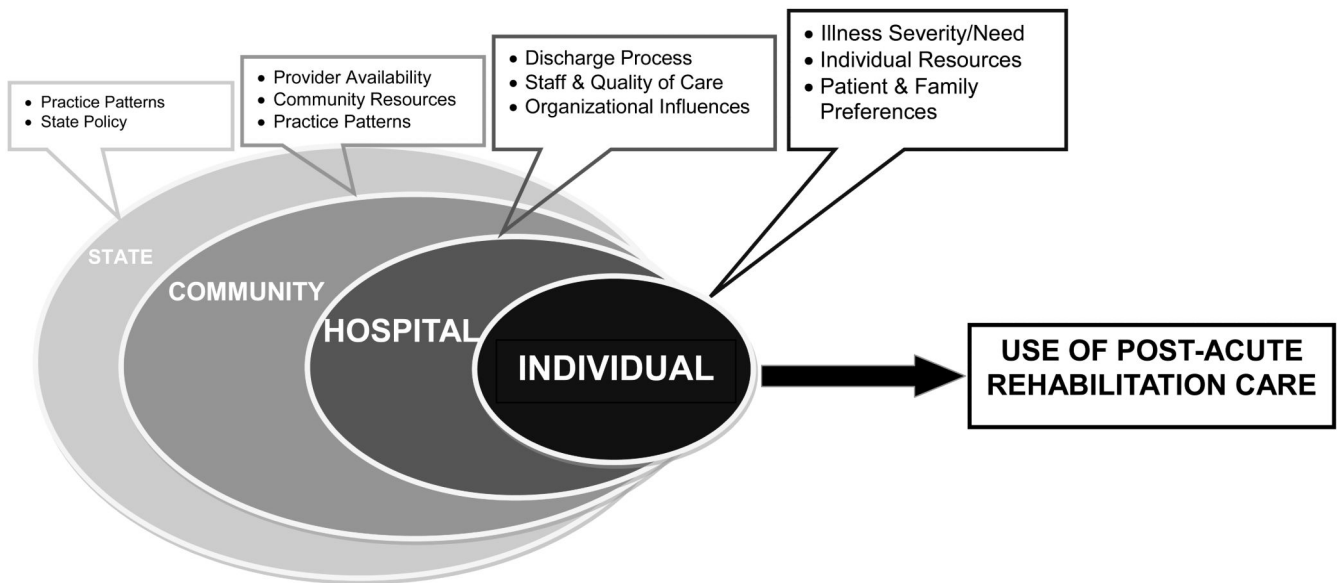 • Practice Patterns
• State Policy
• Provider Availability
• Community Resources
• Practice Patterns
• Discharge Process
• Staff & Quality of Care
• Organizational Influences
• Illness Severity/Need
• Individual Resources
• Patient & Family
Preferences
STATE
COMMUNITY
HOSPITAL
INDIVIDUAL
USE OF POST-ACUTE
REHABILITATION CARE